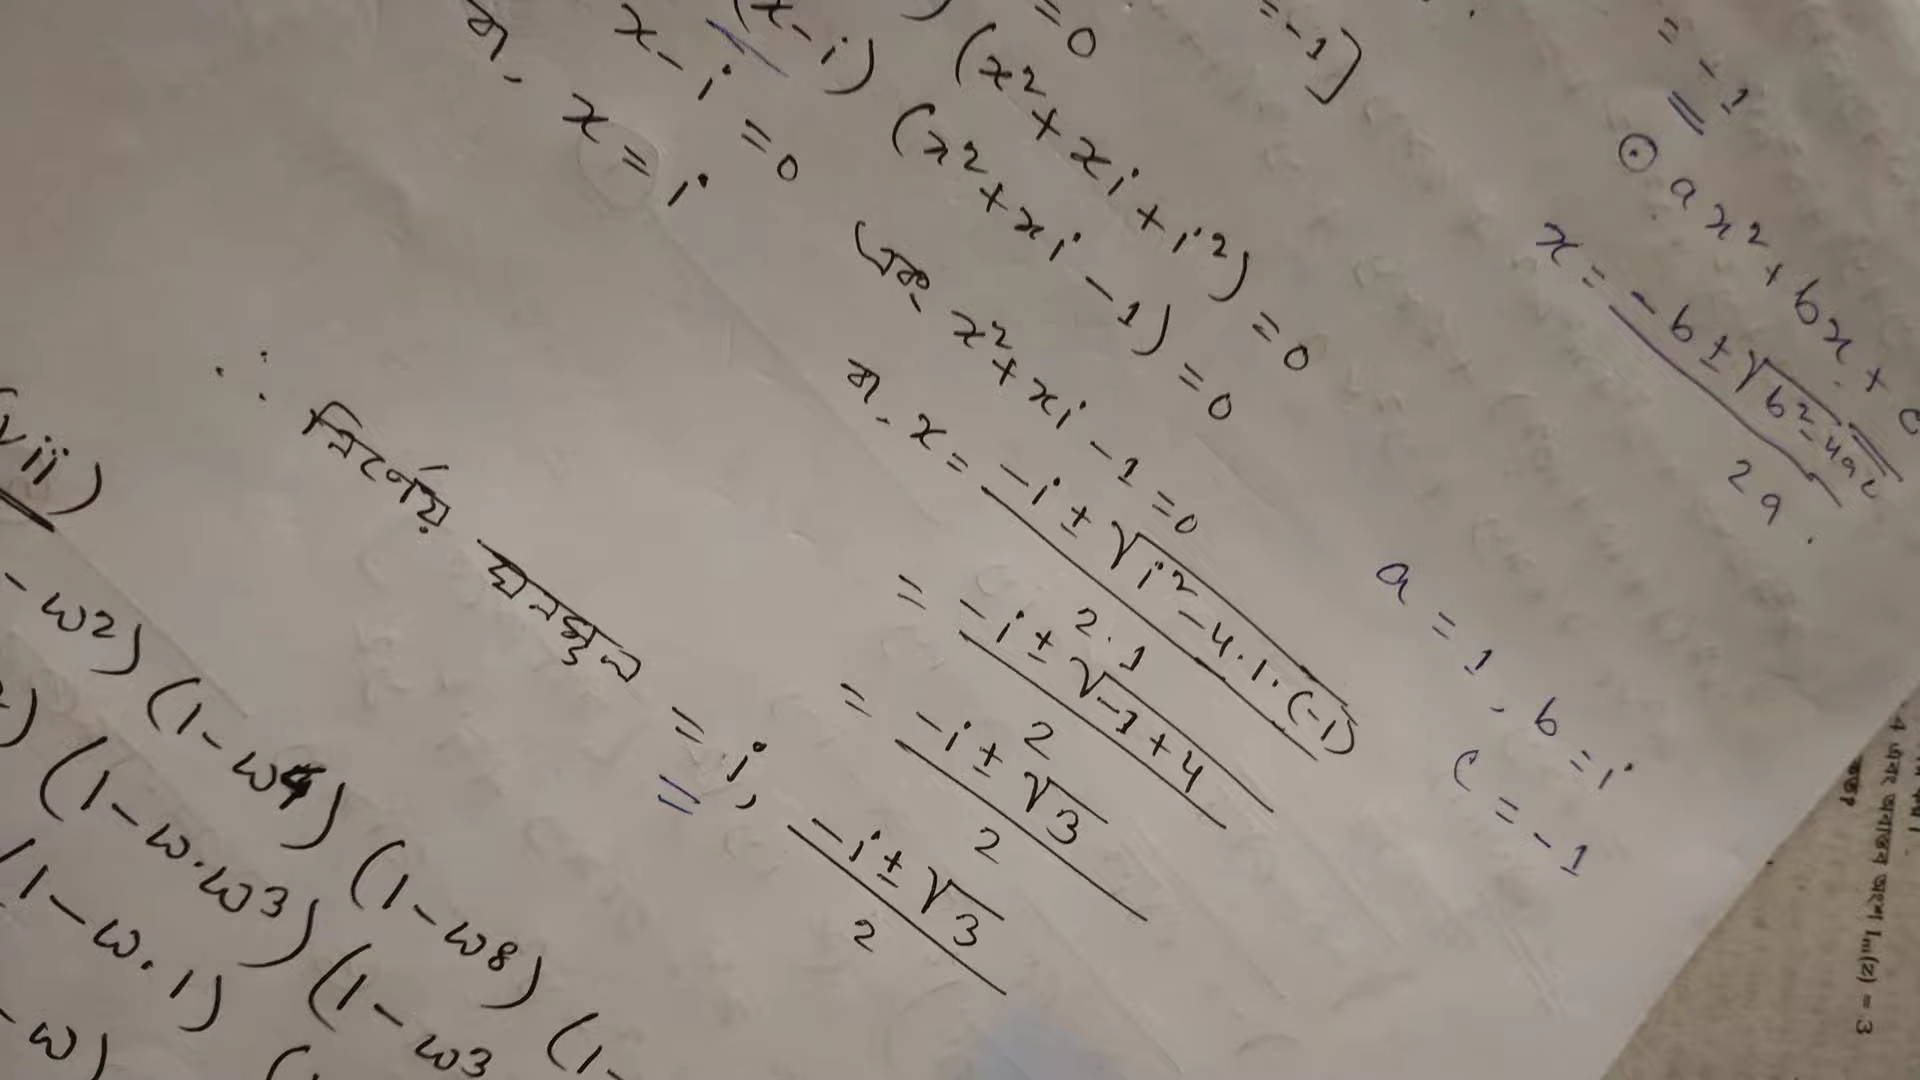 = 0
= -1]
= -1
(x-i) (x²+xi+i²) = 0
x-i = 0
(x²+xi-1) = 0
বা, x = i
এবং x²+xi-1=0
বা, x = -i ± √i²-4.1.(-1) / 2.1
= -i ± √-1+4 / 2
= -i ± √3 / 2
∴ নির্ণেয় ঘনমূল = i, -i ± √3 / 2
⊙ ax²+bx+c
x = -b ± √b²-4ac / 2a
a = 1, b = i
c = -1
vii)
-ω2) (1-ω4) (1-ω8) (1-
) (1-ω.ω3) (1-ω3
(1-ω.1)
-ω)
Im(z) = 3